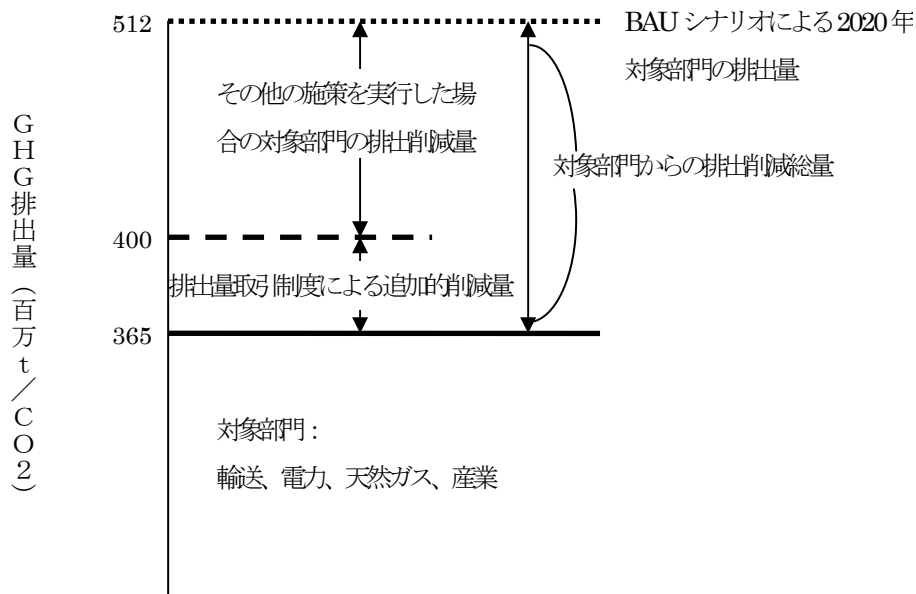 512
BAUシナリオによる2020年
対象部門の排出量
その他の施策を実行した場
合の対象部門の排出削減量
対象部門からの排出削減総量
GHG排出量（百万t／CO2）
400
排出量取引制度による追加的削減量
365
対象部門：
輸送、電力、天然ガス、産業